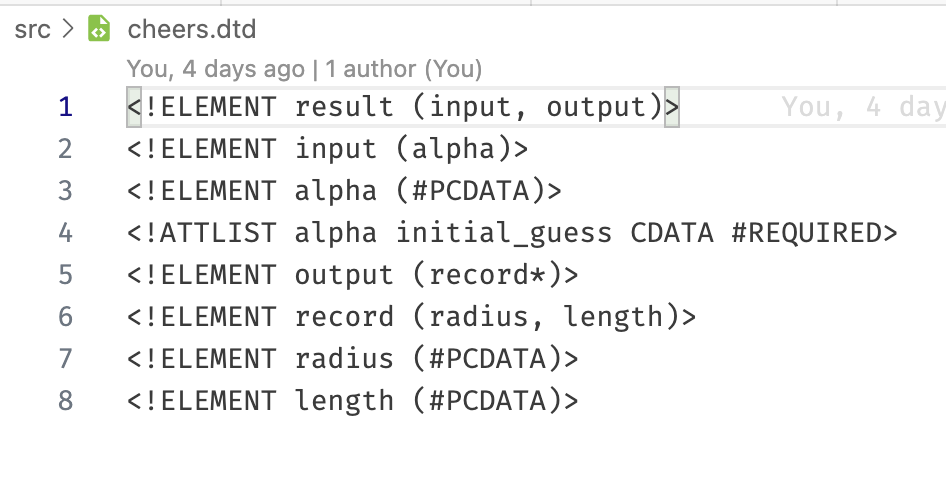 src > cheers.dtd
You, 4 days ago | 1 author (You)
1 <!ELEMENT result (input, output)> You, 4 day
2 <!ELEMENT input (alpha)>
3 <!ELEMENT alpha (#PCDATA)>
4 <!ATTLIST alpha initial_guess CDATA #REQUIRED>
5 <!ELEMENT output (record*)>
6 <!ELEMENT record (radius, length)>
7 <!ELEMENT radius (#PCDATA)>
8 <!ELEMENT length (#PCDATA)>